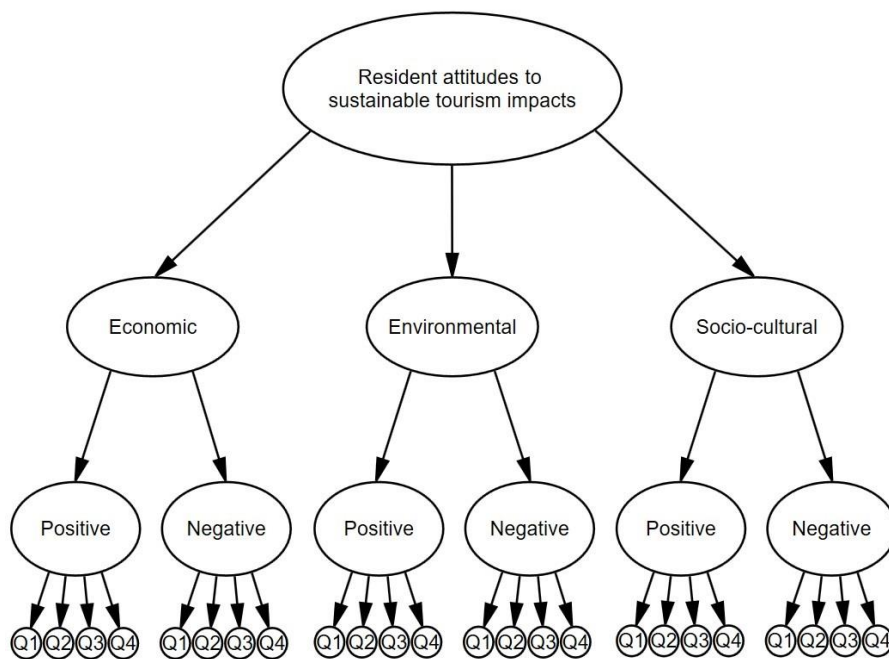 Resident attitudes to
sustainable tourism impacts
Economic
Environmental
Socio-cultural
Positive
Negative
Positive
Negative
Positive
Negative
Q1 Q2 Q3 Q4
Q1 Q2 Q3 Q4
Q1 Q2 Q3 Q4
Q1 Q2 Q3 Q4
Q1 Q2 Q3 Q4
Q1 Q2 Q3 Q4